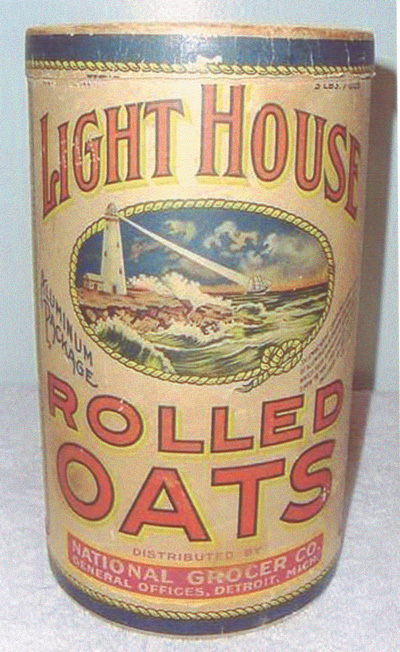 LIGHT HOUSE
ALUMINUM
PACKAGE
ROLLED
OATS
DISTRIBUTED BY
NATIONAL GROCER CO.
GENERAL OFFICES, DETROIT, MICH.